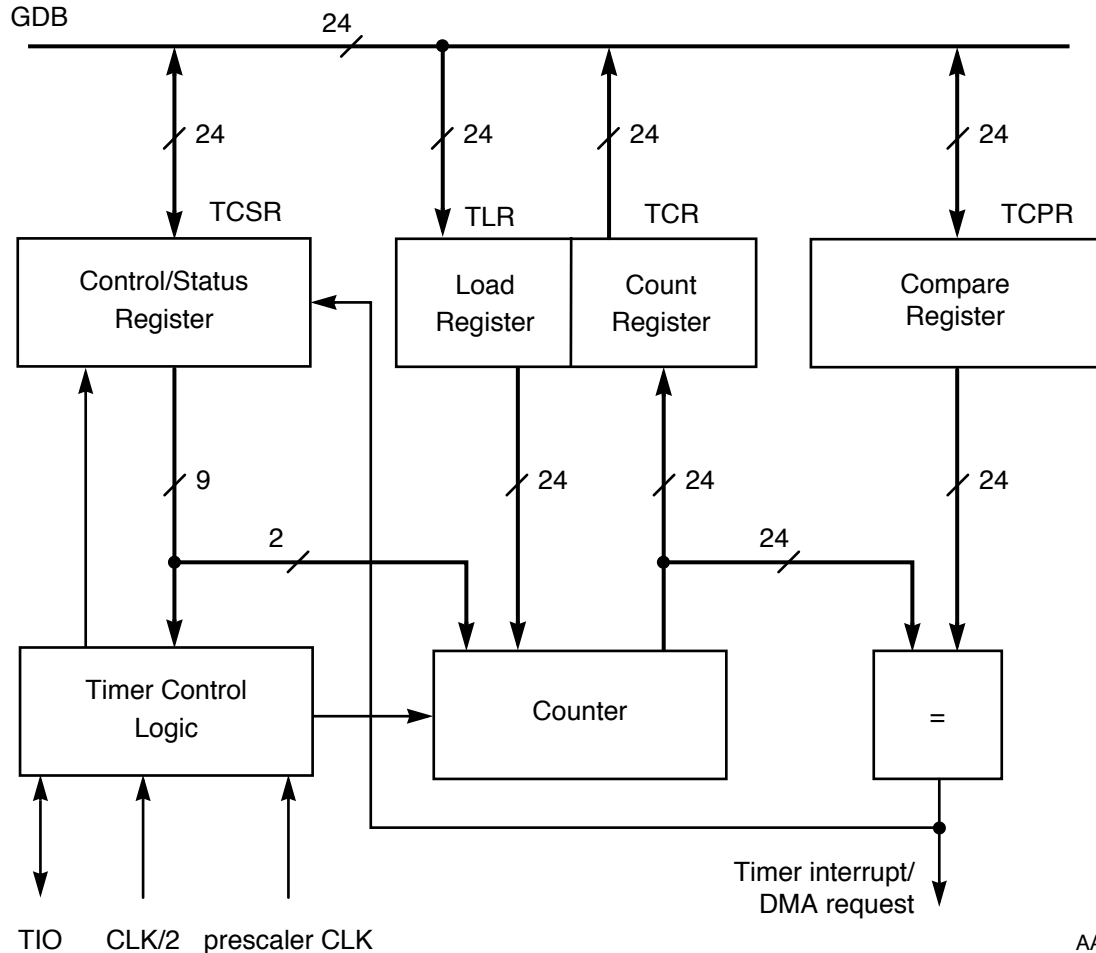 GDB
24
24
24
24
24
TCSR
TLR
TCR
TCPR
Control/Status
Register
Load
Register
Count
Register
Compare
Register
9
24
24
24
2
24
Timer Control
Logic
Counter
=
Timer interrupt/
DMA request
TIO
CLK/2
prescaler CLK
AA